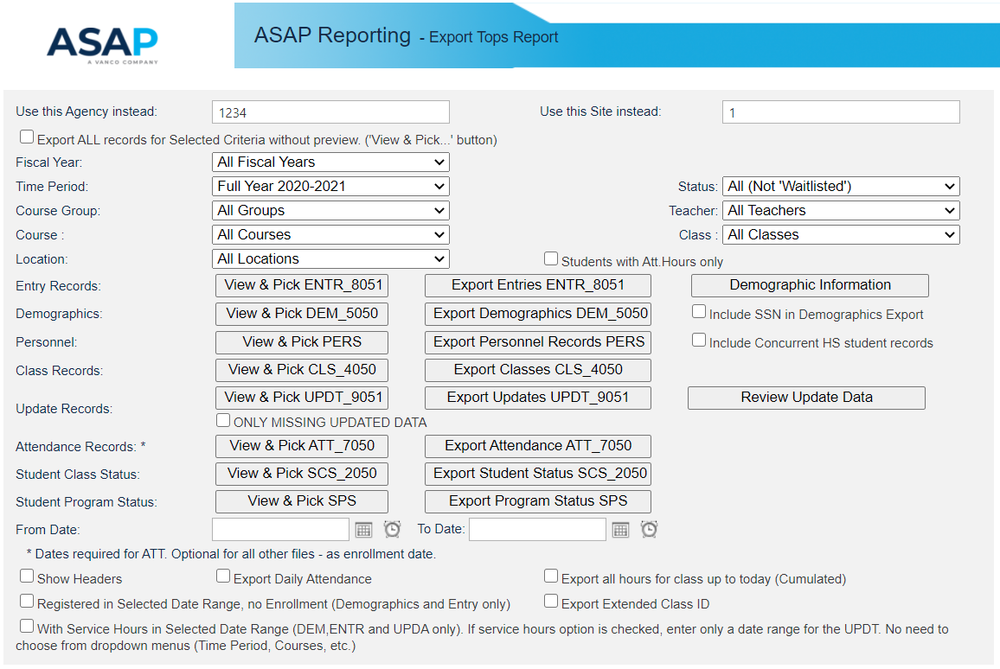 ASAP
A VANCO COMPANY
ASAP Reporting - Export Tops Report
Use this Agency instead: 1234 Use this Site instead: 1
Export ALL records for Selected Criteria without preview. ('View & Pick...' button)
Fiscal Year: All Fiscal Years
Time Period: Full Year 2020-2021 Status: All (Not 'Waitlisted')
Course Group: All Groups Teacher: All Teachers
Course : All Courses Class : All Classes
Location: All Locations Students with Att.Hours only
Entry Records: View & Pick ENTR_8051 Export Entries ENTR_8051 Demographic Information
Demographics: View & Pick DEM_5050 Export Demographics DEM_5050 Include SSN in Demographics Export
Personnel: View & Pick PERS Export Personnel Records PERS Include Concurrent HS student records
Class Records: View & Pick CLS_4050 Export Classes CLS_4050
Update Records: View & Pick UPDT_9051 Export Updates UPDT_9051 Review Update Data
ONLY MISSING UPDATED DATA
Attendance Records: * View & Pick ATT_7050 Export Attendance ATT_7050
Student Class Status: View & Pick SCS_2050 Export Student Status SCS_2050
Student Program Status: View & Pick SPS Export Program Status SPS
From Date: To Date:
* Dates required for ATT. Optional for all other files - as enrollment date.
Show Headers Export Daily Attendance Export all hours for class up to today (Cumulated)
Registered in Selected Date Range, no Enrollment (Demographics and Entry only) Export Extended Class ID
With Service Hours in Selected Date Range (DEM,ENTR and UPDA only). If service hours option is checked, enter only a date range for the UPDT. No need to
choose from dropdown menus (Time Period, Courses, etc.)